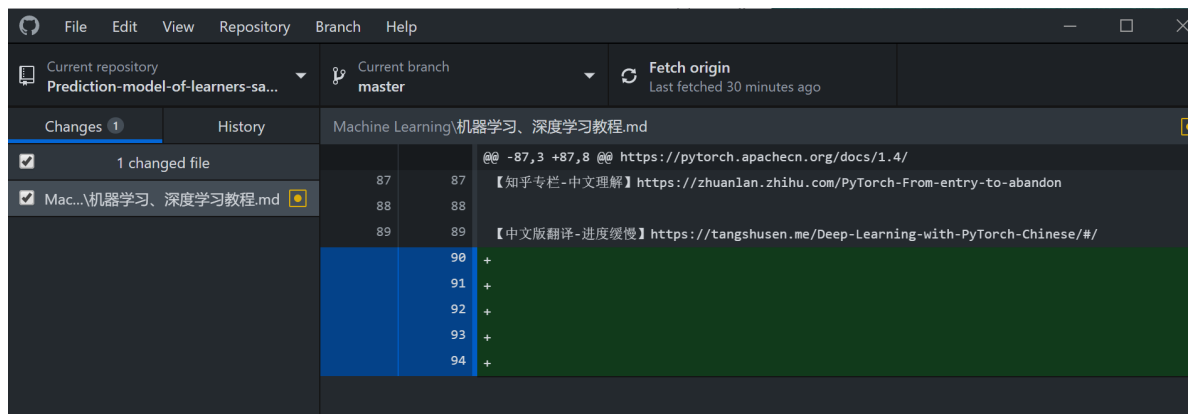 File Edit View Repository Branch Help
Current repository
Prediction-model-of-learners-sa...
Current branch
master
Fetch origin
Last fetched 30 minutes ago
Changes 1 History
Machine Learning\机器学习、深度学习教程.md
1 changed file
Mac...\机器学习、深度学习教程.md
@@ -87,3 +87,8 @@ https://pytorch.apachecn.org/docs/1.4/
87 87 【知乎专栏-中文理解】https://zhuanlan.zhihu.com/PyTorch-From-entry-to-abandon
88 88
89 89 【中文版翻译-进度缓慢】https://tangshusen.me/Deep-Learning-with-PyTorch-Chinese/#/
90 +
91 +
92 +
93 +
94 +